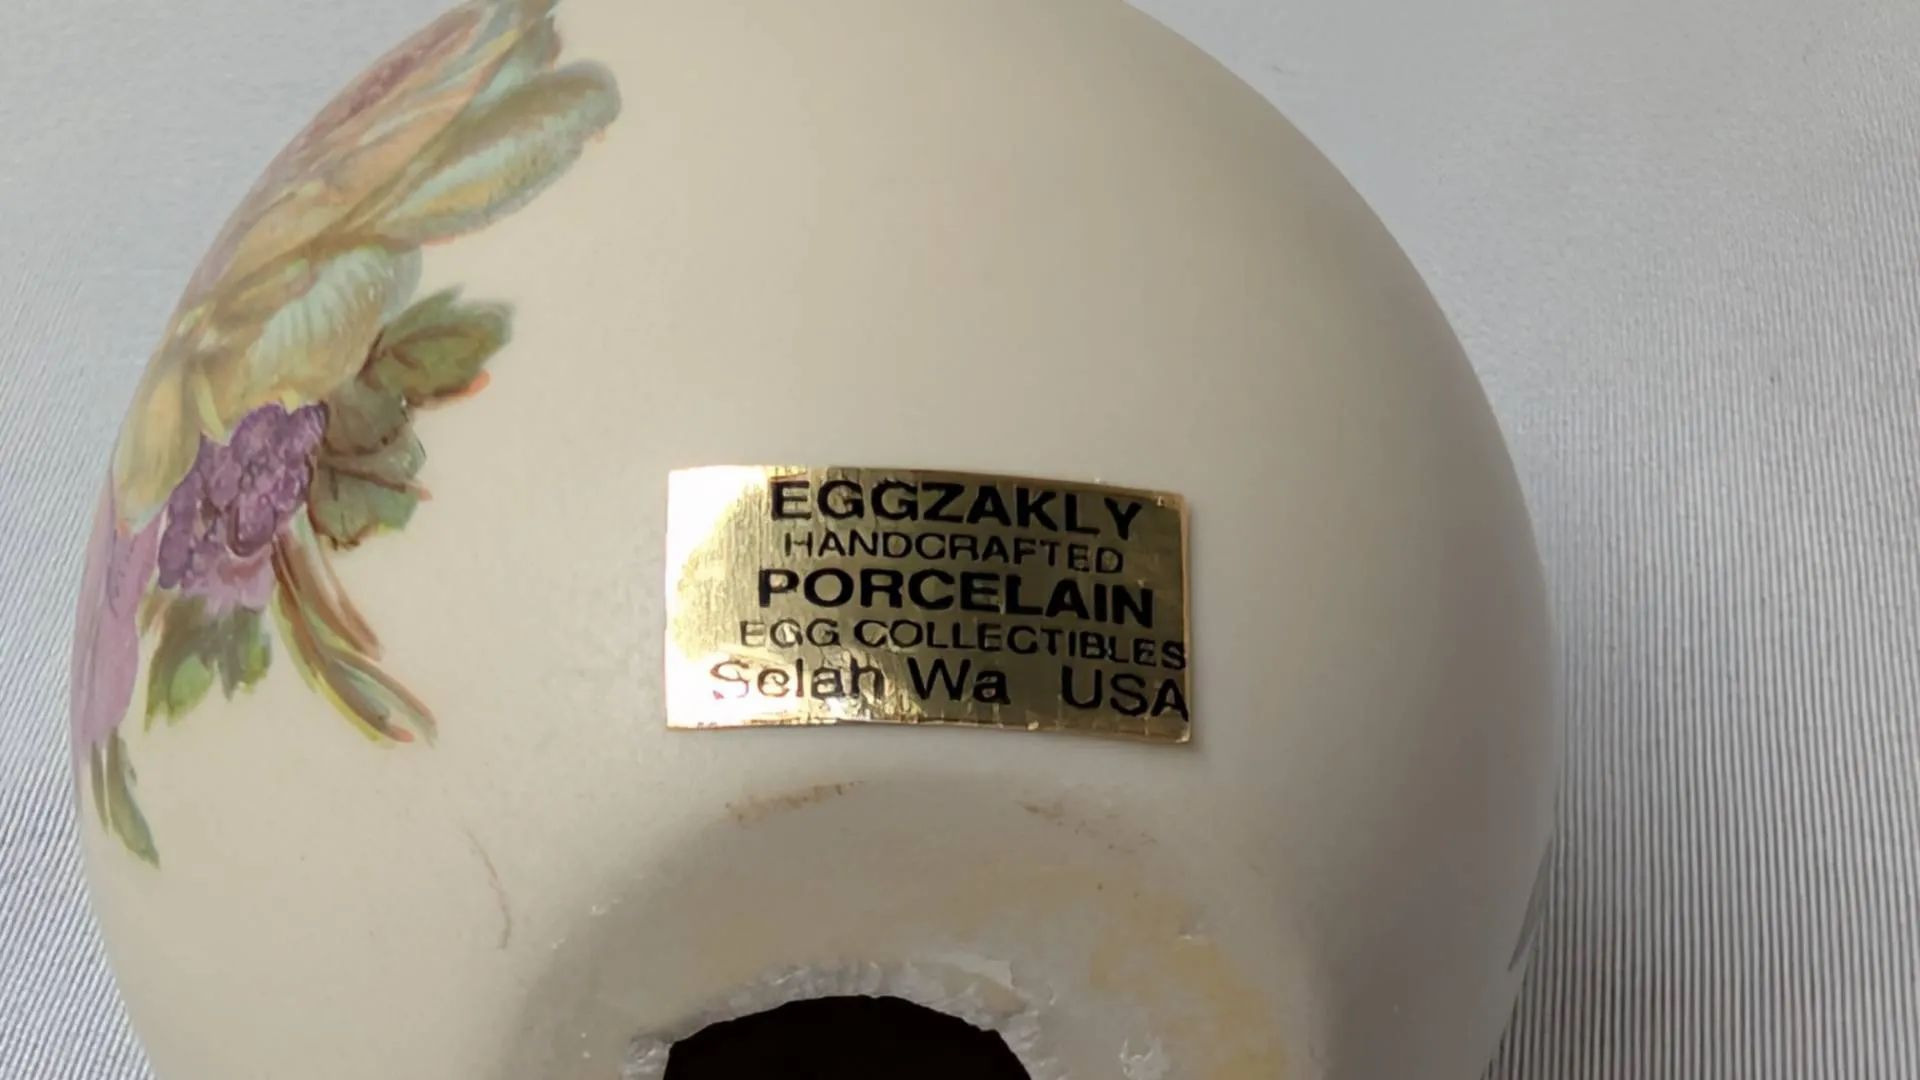 EGGZAKLY
HANDCRAFTED
PORCELAIN
EGG COLLECTIBLES
Selah Wa USA